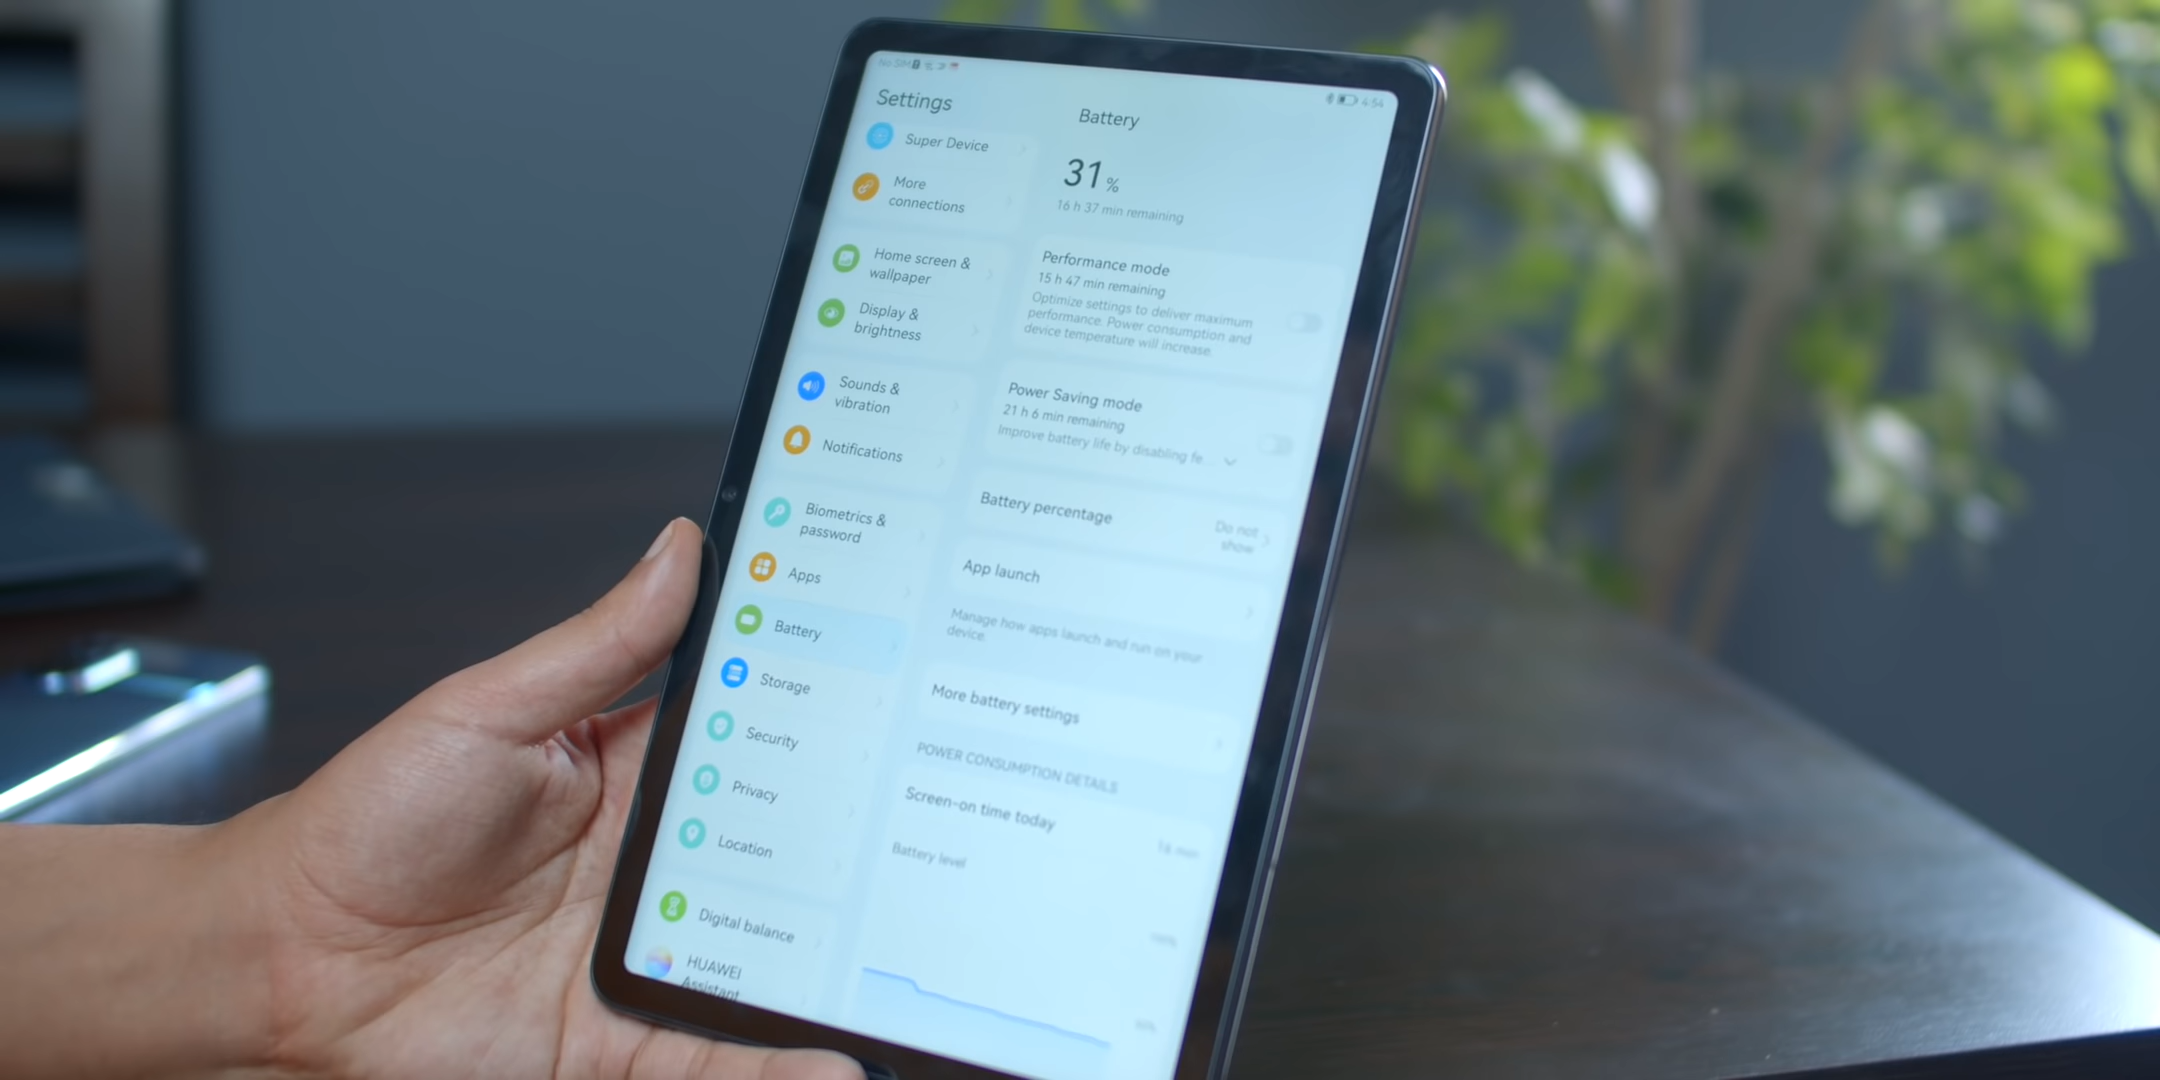 No SIM
4:54
Settings
Super Device
More
connections
Home screen &
wallpaper
Display &
brightness
Sounds &
vibration
Notifications
Biometrics &
password
Apps
Battery
Storage
Security
Privacy
Location
Digital balance
HUAWEI
Assistant
Battery
31%
16 h 37 min remaining
Performance mode
15 h 47 min remaining
Optimize settings to deliver maximum
performance. Power consumption and
device temperature will increase.
Power Saving mode
21 h 6 min remaining
Improve battery life by disabling fe...
Battery percentage
Do not
show
App launch
Manage how apps launch and run on your
device.
More battery settings
POWER CONSUMPTION DETAILS
Screen-on time today
Battery level